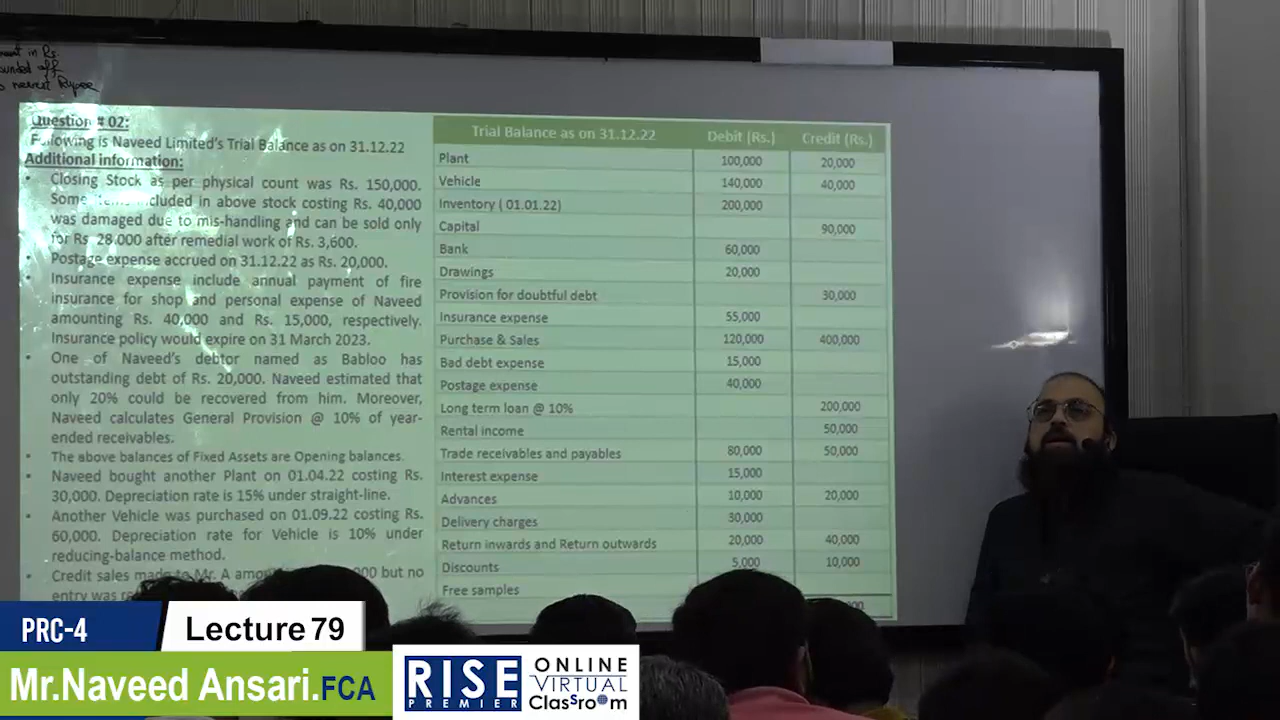 to nearest Rupee
Question # 02:
Following is Naveed Limited's Trial Balance as on 31.12.22
Additional information:
• Closing Stock as per physical count was Rs. 150,000.
Some items included in above stock costing Rs. 40,000
was damaged due to mis-handling and can be sold only
for Rs. 28.000 after remedial work of Rs. 3,600.
• Postage expense accrued on 31.12.22 as Rs. 20,000.
• Insurance expense include annual payment of fire
insurance for shop and personal expense of Naveed
amounting Rs. 40,000 and Rs. 15,000, respectively.
Insurance policy would expire on 31 March 2023.
• One of Naveed's debtor named as Babloo has
outstanding debt of Rs. 20,000. Naveed estimated that
only 20% could be recovered from him. Moreover,
Naveed calculates General Provision @ 10% of year-
ended receivables.
• The above balances of Fixed Assets are Opening balances.
• Naveed bought another Plant on 01.04.22 costing Rs.
30,000. Depreciation rate is 15% under straight-line.
• Another Vehicle was purchased on 01.09.22 costing Rs.
60,000. Depreciation rate for Vehicle is 10% under
reducing-balance method.
• Credit sales made to Mr. A but no
entry was
Trial Balance as on 31.12.22 Debit (Rs.) Credit (Rs.)
Plant 100,000 20,000
Vehicle 140,000 40,000
Inventory ( 01.01.22) 200,000
Capital 90,000
Bank 60,000
Drawings 20,000
Provision for doubtful debt 30,000
Insurance expense 55,000
Purchase & Sales 120,000 400,000
Bad debt expense 15,000
Postage expense 40,000
Long term loan @ 10% 200,000
Rental income 50,000
Trade receivables and payables 80,000 50,000
Interest expense 15,000
Advances 10,000 20,000
Delivery charges 30,000
Return inwards and Return outwards 20,000 40,000
Discounts 5,000 10,000
Free samples
PRC-4
Lecture 79
Mr.Naveed Ansari.FCA
RISE
PREMIER
ONLINE
VIRTUAL
Classroom